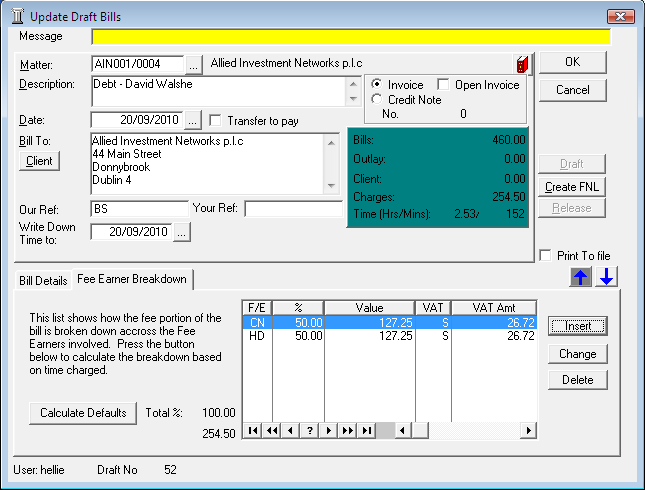 Update Draft Bills
Message
Matter: AIN001/0004 ... Allied Investment Networks p.l.c
Description: Debt - David Walshe
Invoice Open Invoice
Credit Note
No. 0
Date: 20/09/2010 ... Transfer to pay
Bill To: Allied Investment Networks p.l.c
44 Main Street
Donnybrook
Dublin 4
Client
Bills: 460.00
Outlay: 0.00
Client: 0.00
Charges: 254.50
Time (Hrs/Mins): 2.53/ 152
OK
Cancel
Draft
Create FNL
Release
Our Ref: BS Your Ref:
Write Down
Time to: 20/09/2010 ...
Print To file
Bill Details Fee Earner Breakdown
This list shows how the fee portion of the
bill is broken down accross the Fee
Earners involved. Press the button
below to calculate the breakdown based
on time charged.
F/E % Value VAT VAT Amt
CN 50.00 127.25 S 26.72
HD 50.00 127.25 S 26.72
Insert
Change
Delete
Calculate Defaults Total %: 100.00
254.50
?
User: hellie Draft No 52